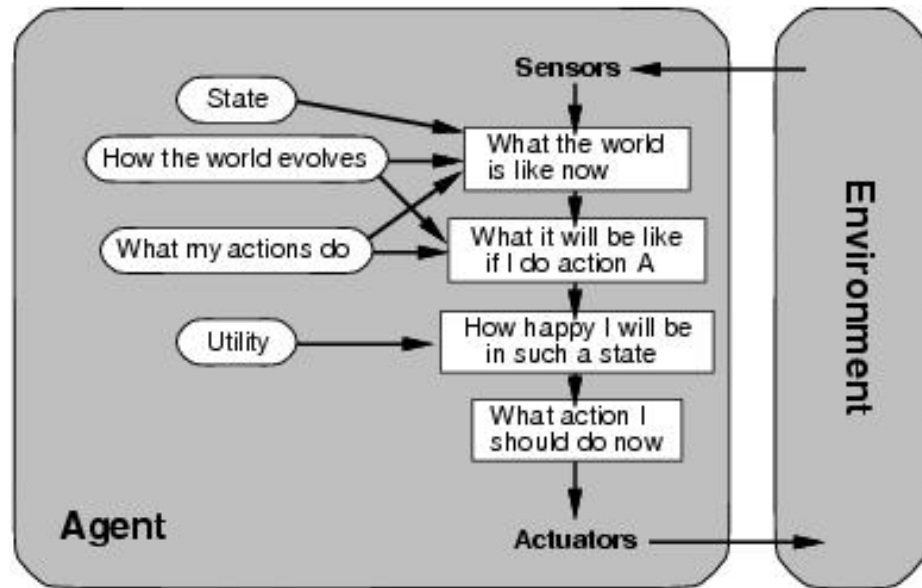 Sensors
State
What the world
is like now
How the world evolves
What my actions do
What it will be like
if I do action A
Utility
How happy I will be
in such a state
What action I
should do now
Agent
Actuators
Environment